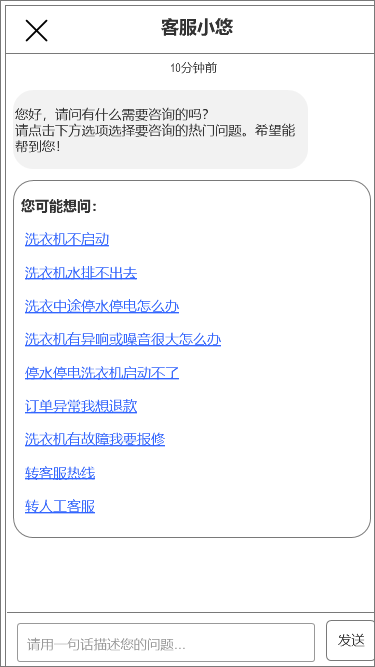 客服小悠
10分钟前
您好，请问有什么需要咨询的吗？
请点击下方选项选择要咨询的热门问题。希望能
帮到您！
您可能想问：
洗衣机不启动
洗衣机水排不出去
洗衣中途停水停电怎么办
洗衣机有异响或噪音很大怎么办
停水停电洗衣机启动不了
订单异常我想退款
洗衣机有故障我要报修
转客服热线
转人工客服
请用一句话描述您的问题...
发送